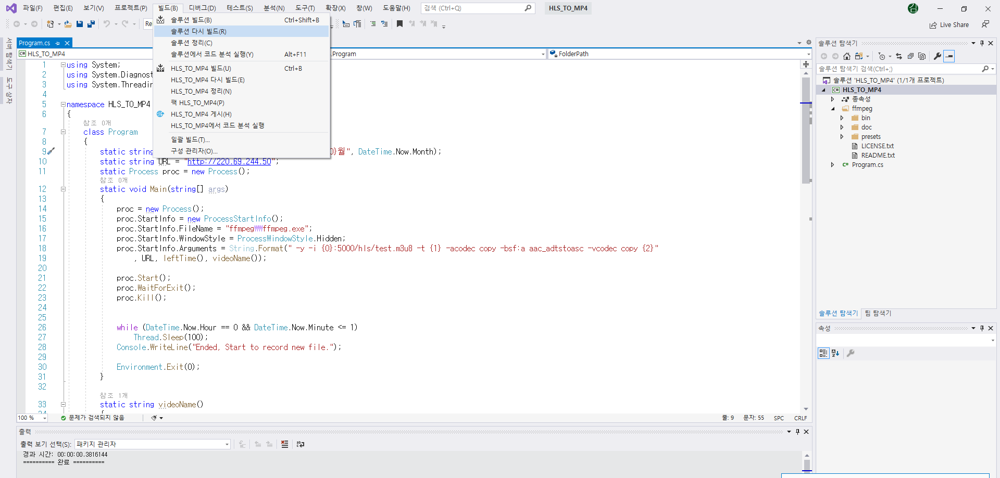 파일(F) 편집(E) 보기(V) 프로젝트(P) 빌드(B) 디버그(D) 테스트(S) 분석(N) 도구(T) 확장(X) 창(W) 도움말(H) 검색 (Ctrl+Q) HLS_TO_MP4
Live Share
Re
솔루션 빌드(B) Ctrl+Shift+B
솔루션 다시 빌드(R)
솔루션 정리(C)
솔루션에서 코드 분석 실행(Y) Alt+F11
HLS_TO_MP4 빌드(U) Ctrl+B
HLS_TO_MP4 다시 빌드(E)
HLS_TO_MP4 정리(N)
팩 HLS_TO_MP4(P)
HLS_TO_MP4 게시(H)
HLS_TO_MP4에서 코드 분석 실행
일괄 빌드(T)...
구성 관리자(O)...
서버 탐색기
도구 상자
Program.cs
HLS_TO_MP4 .Program FolderPath
1 using System;
2 using System.Diagnost
3 using System.Threadin
4
5 namespace HLS_TO_MP4
6 {
참조 0개
7 class Program
8 {
9 static string 0}월", DateTime.Now.Month);
10 static string URL = "http://220.69.244.50";
11 static Process proc = new Process();
참조 0개
12 static void Main(string[] args)
13 {
14 proc = new Process();
15 proc.StartInfo = new ProcessStartInfo();
16 proc.StartInfo.FileName = "ffmpeg₩₩ffmpeg.exe";
17 proc.StartInfo.WindowStyle = ProcessWindowStyle.Hidden;
18 proc.StartInfo.Arguments = String.Format(" -y -i {0}:5000/hls/test.m3u8 -t {1} -acodec copy -bsf:a aac_adtstoasc -vcodec copy {2}"
19 , URL, leftTime(), videoName());
20
21 proc.Start();
22 proc.WaitForExit();
23 proc.Kill();
24
25
26 while (DateTime.Now.Hour == 0 && DateTime.Now.Minute <= 1)
27 Thread.Sleep(100);
28 Console.WriteLine("Ended, Start to record new file.");
29
30 Environment.Exit(0);
31 }
32
참조 1개
33 static string videoName()
100 % 문제가 검색되지 않음 줄: 9 문자: 55 SPC CRLF
출력
출력 보기 선택(S): 패키지 관리자
경과 시간: 00:00:00.3816144
========== 완료 ==========
솔루션 탐색기
솔루션 탐색기 검색(Ctrl+;)
솔루션 'HLS_TO_MP4' (1/1개 프로젝트)
HLS_TO_MP4
종속성
ffmpeg
bin
doc
presets
LICENSE.txt
README.txt
C# Program.cs
솔루션 탐색기 팀 탐색기
속성